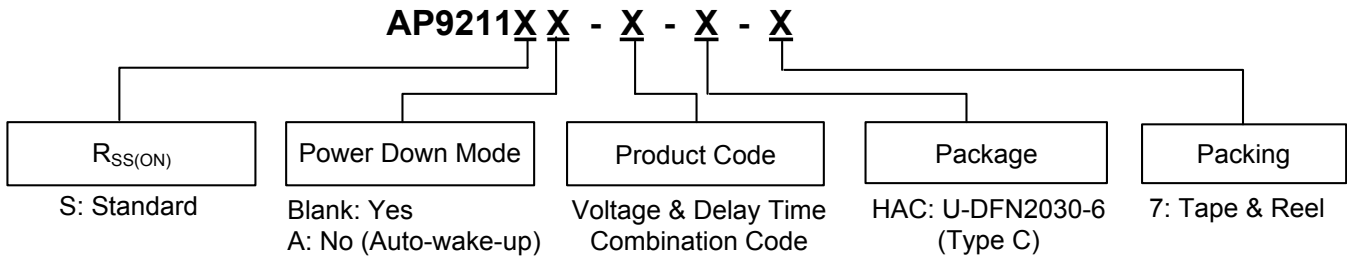 AP9211X X - X - X - X
RSS(ON)
Power Down Mode
Product Code
Package
Packing
S: Standard
Blank: Yes
A: No (Auto-wake-up)
Voltage & Delay Time
Combination Code
HAC: U-DFN2030-6
(Type C)
7: Tape & Reel